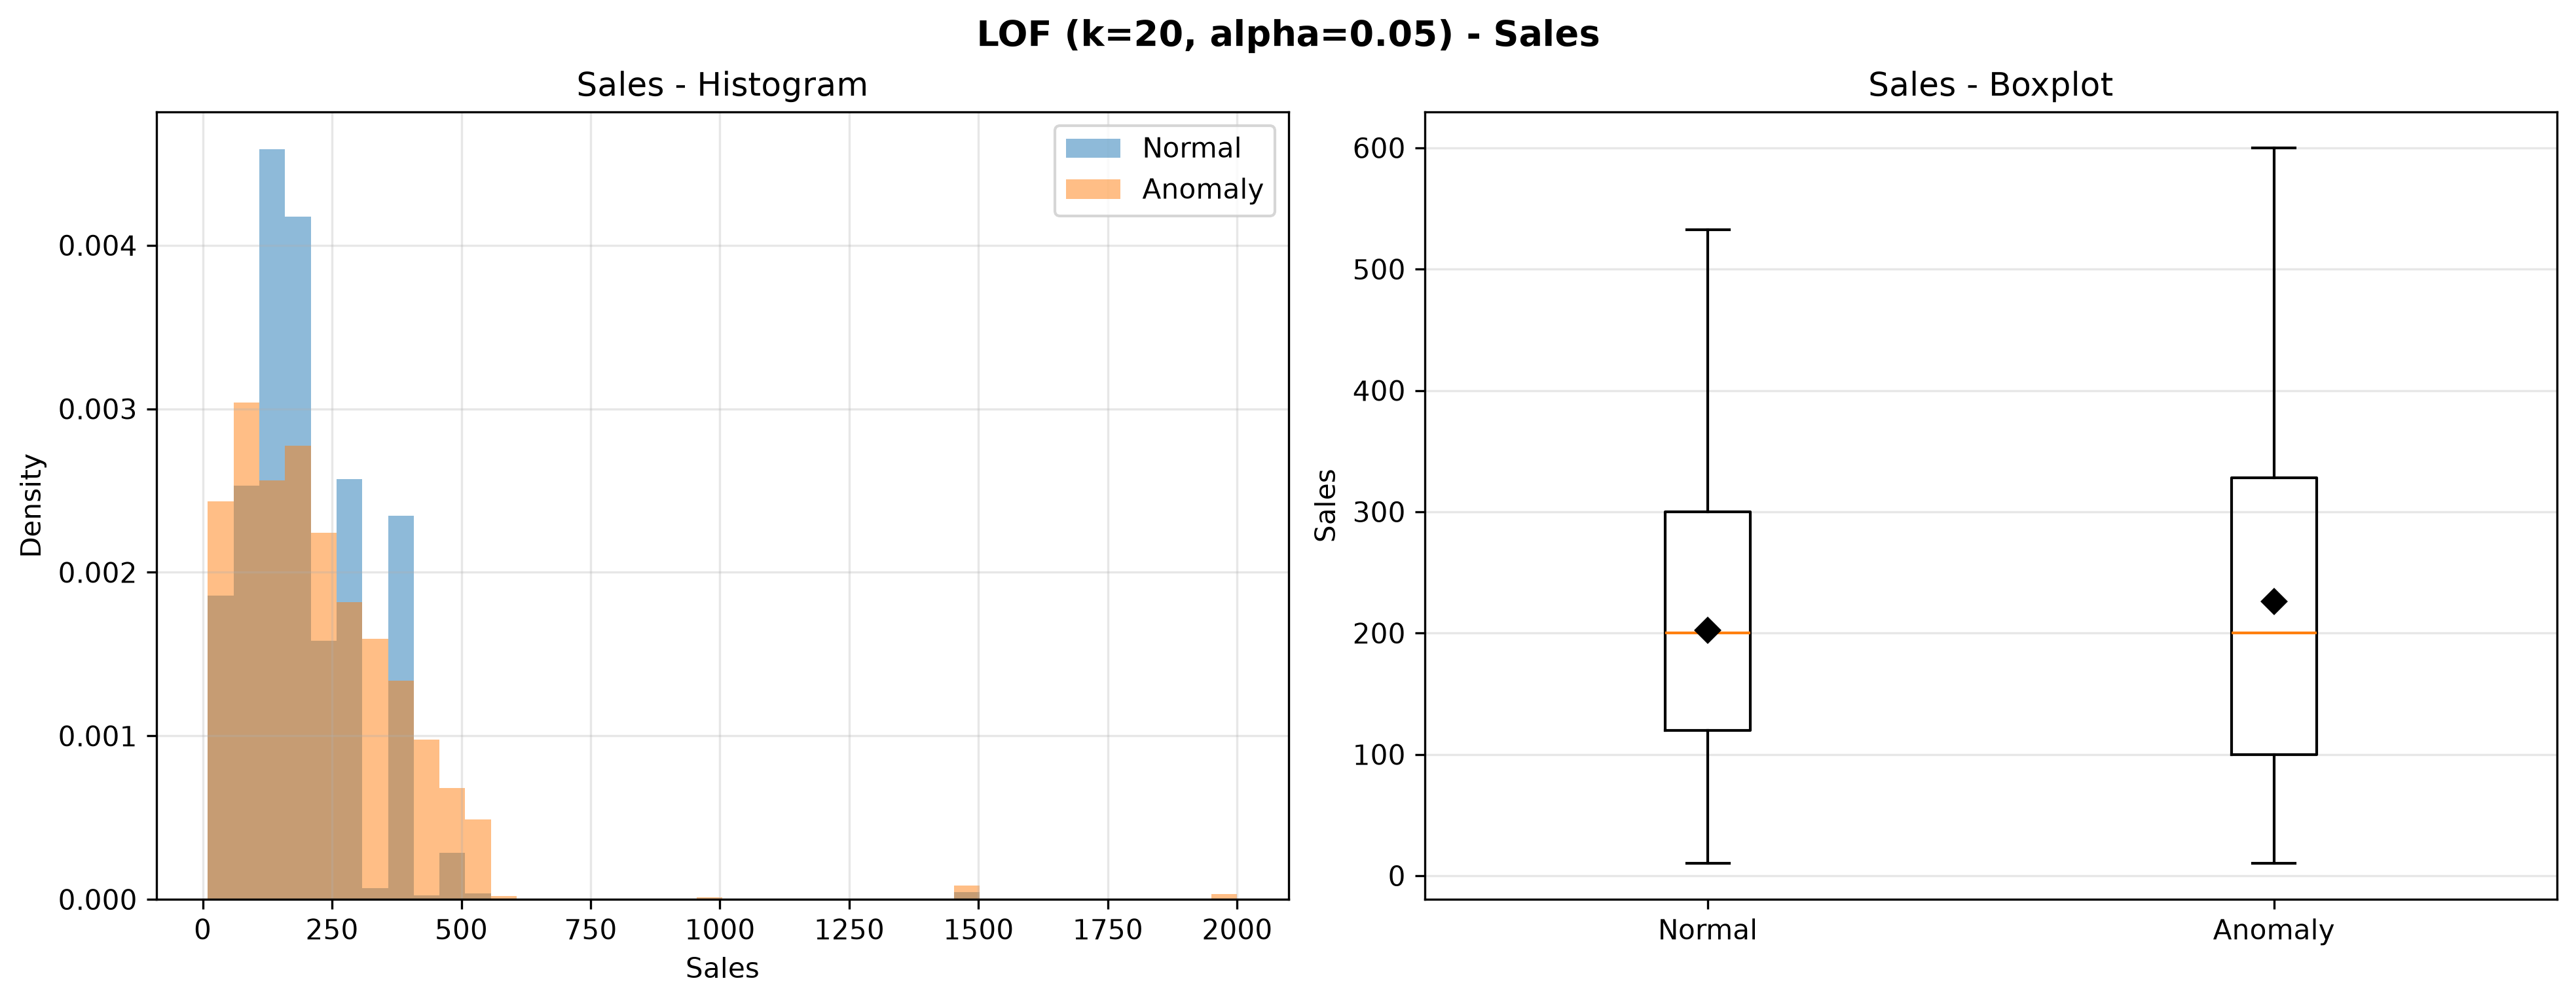 LOF (k=20, alpha=0.05) - Sales
Sales - Histogram
Normal
Anomaly
0.004
0.003
0.002
0.001
0.000
Density
0 250 500 750 1000 1250 1500 1750 2000
Sales
Sales - Boxplot
600
500
400
300
200
100
0
Sales
Normal Anomaly